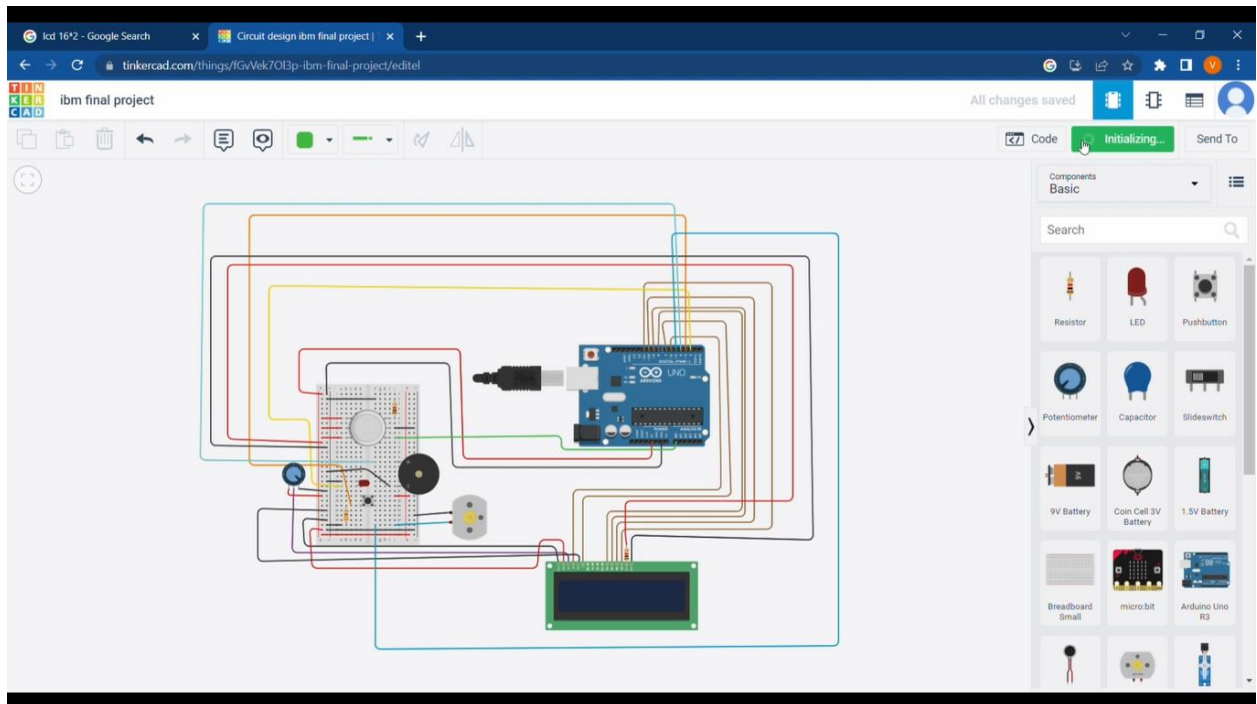 lcd 16*2 - Google Search
Circuit design ibm final project |
tinkercad.com/things/fGvVek7Ol3p-ibm-final-project/editel
V
TIN
KER
CAD
ibm final project
All changes saved
Code
Initializing...
Send To
Components
Basic
Search
Resistor
LED
Pushbutton
Potentiometer
Capacitor
Slideswitch
9V Battery
Coin Cell 3V
Battery
1.5V Battery
Breadboard
Small
micro:bit
Arduino Uno
R3
UNO
ARDUINO